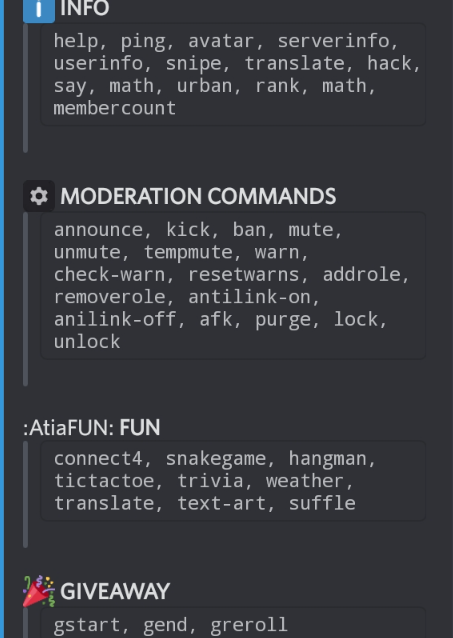 INFO
help, ping, avatar, serverinfo,
userinfo, snipe, translate, hack,
say, math, urban, rank, math,
membercount
MODERATION COMMANDS
announce, kick, ban, mute,
unmute, tempmute, warn,
check-warn, resetwarns, addrole,
removerole, antilink-on,
anilink-off, afk, purge, lock,
unlock
:AtiaFUN: FUN
connect4, snakegame, hangman,
tictactoe, trivia, weather,
translate, text-art, suffle
GIVEAWAY
gstart, gend, greroll